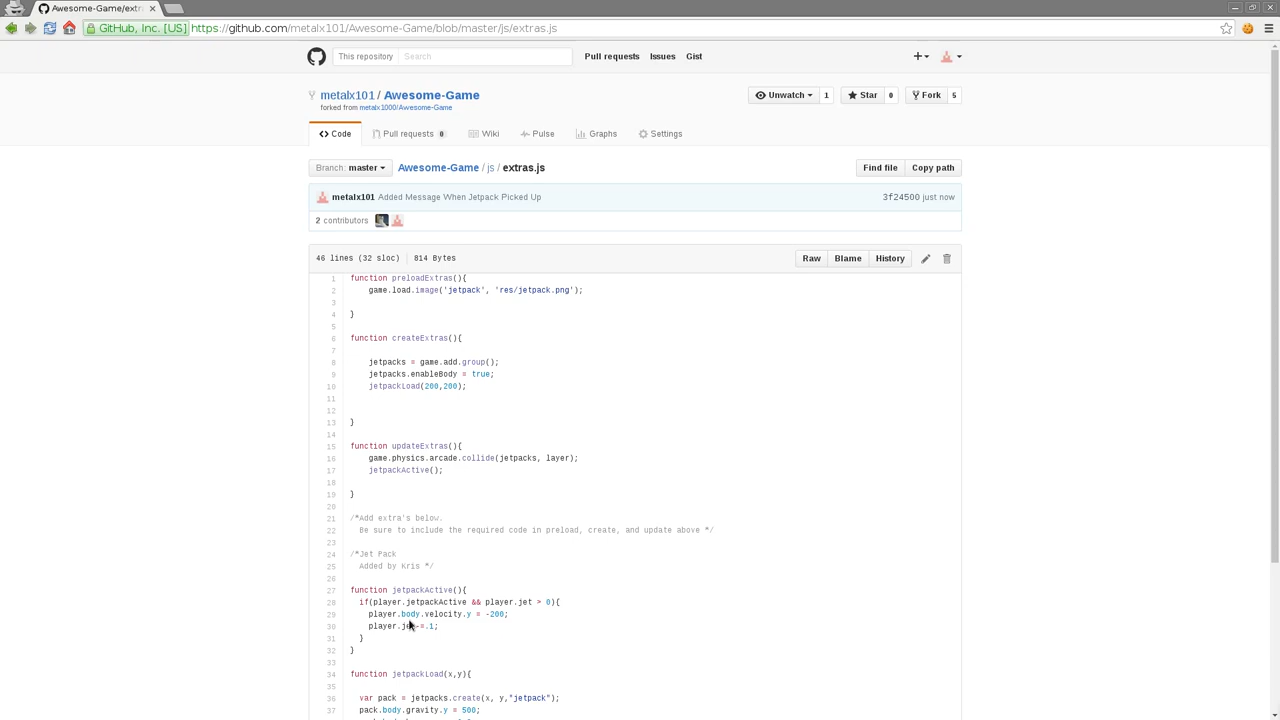 Awesome-Game/extr
GitHub, Inc. [US] https://github.com/metalx101/Awesome-Game/blob/master/js/extras.js
This repository Search Pull requests Issues Gist
metalx101 / Awesome-Game Unwatch 1 Star 0 Fork 5
forked from metalx1000/Awesome-Game
Code Pull requests 0 Wiki Pulse Graphs Settings
Branch: master Awesome-Game / js / extras.js Find file Copy path
metalx101 Added Message When Jetpack Picked Up 3f24500 just now
2 contributors
46 lines (32 sloc) 814 Bytes Raw Blame History
1 function preloadExtras(){
2 game.load.image('jetpack', 'res/jetpack.png');
3
4 }
5
6 function createExtras(){
7
8 jetpacks = game.add.group();
9 jetpacks.enableBody = true;
10 jetpackLoad(200,200);
11
12
13 }
14
15 function updateExtras(){
16 game.physics.arcade.collide(jetpacks, layer);
17 jetpackActive();
18
19 }
20
21 /*Add extra's below.
22 Be sure to include the required code in preload, create, and update above */
23
24 /*Jet Pack
25 Added by Kris */
26
27 function jetpackActive(){
28 if(player.jetpackActive && player.jet > 0){
29 player.body.velocity.y = -200;
30 player.jet-=.1;
31 }
32 }
33
34 function jetpackLoad(x,y){
35
36 var pack = jetpacks.create(x, y,"jetpack");
37 pack.body.gravity.y = 500;